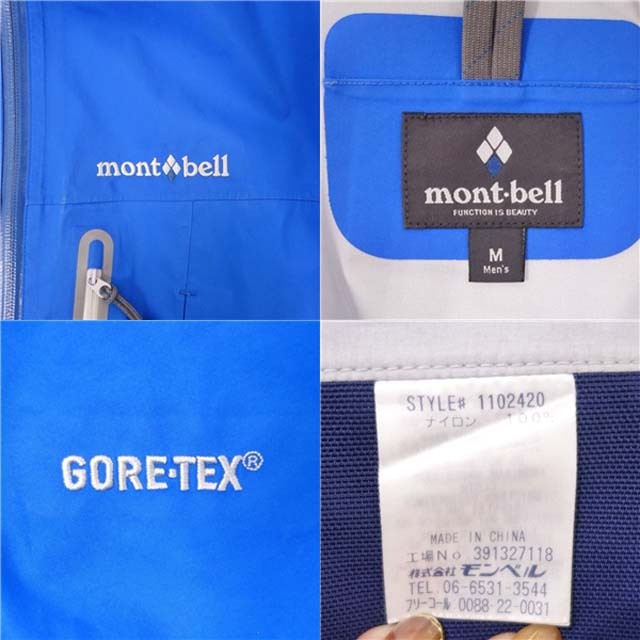 mont bell
mont-bell
FUNCTION IS BEAUTY
M
Men's
GORE-TEX®
STYLE# 1102420
ナイロン 100%
MADE IN CHINA
工場No 391327118
株式会社 モンベル
TEL. 06-6531-3544
フリーコール 0088-22-0031